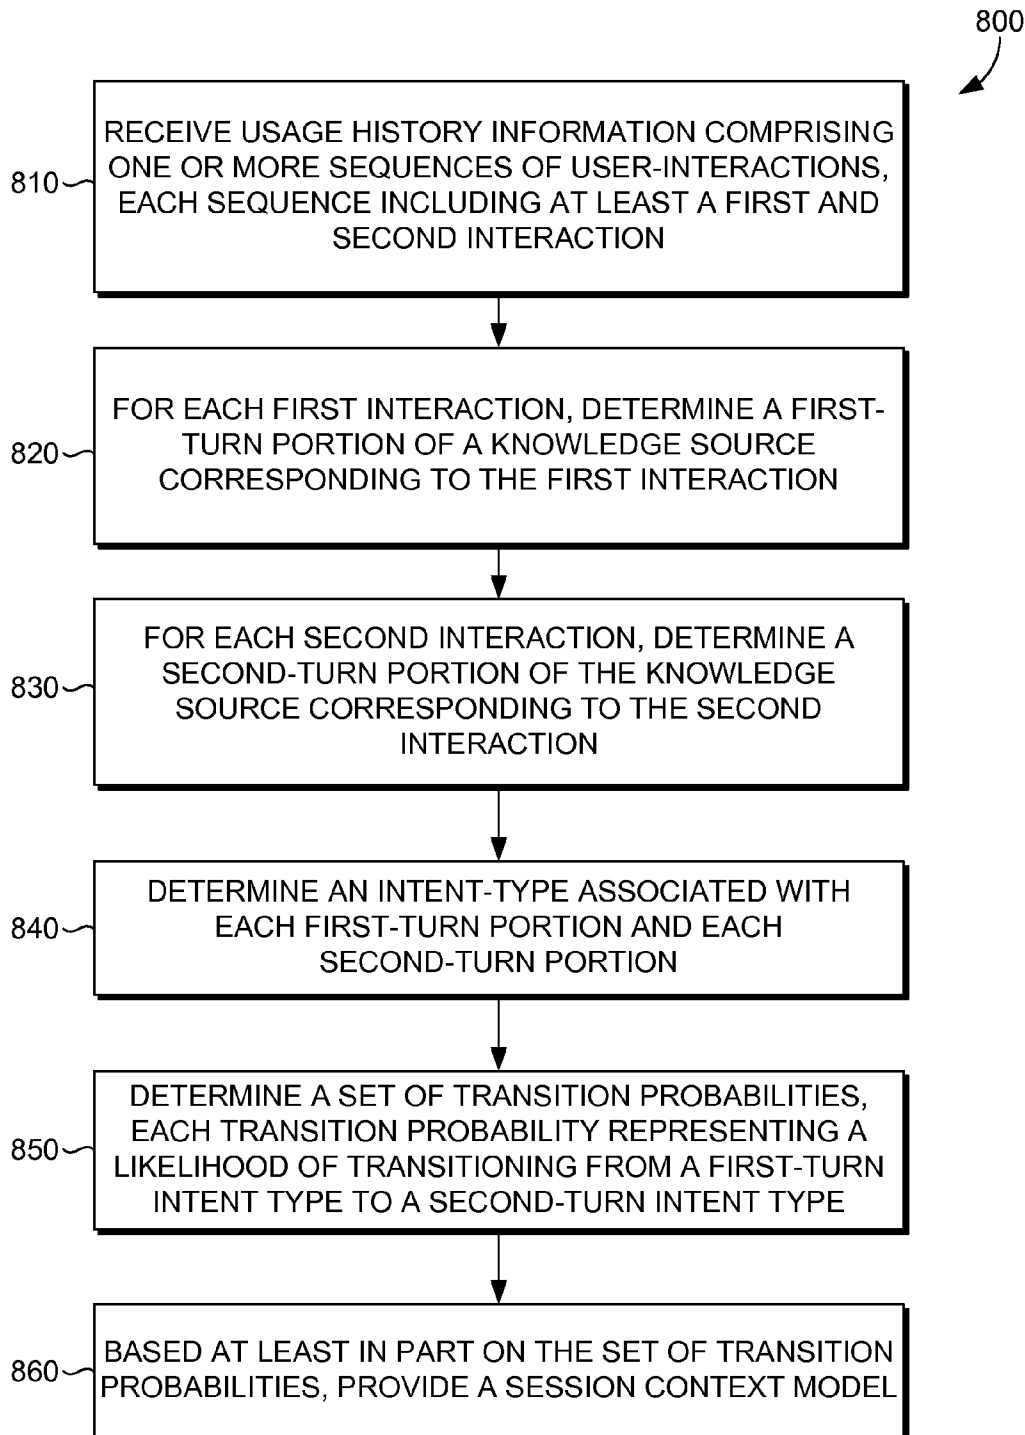 800
810
RECEIVE USAGE HISTORY INFORMATION COMPRISING
ONE OR MORE SEQUENCES OF USER-INTERACTIONS,
EACH SEQUENCE INCLUDING AT LEAST A FIRST AND
SECOND INTERACTION
820
FOR EACH FIRST INTERACTION, DETERMINE A FIRST-
TURN PORTION OF A KNOWLEDGE SOURCE
CORRESPONDING TO THE FIRST INTERACTION
830
FOR EACH SECOND INTERACTION, DETERMINE A
SECOND-TURN PORTION OF THE KNOWLEDGE
SOURCE CORRESPONDING TO THE SECOND
INTERACTION
840
DETERMINE AN INTENT-TYPE ASSOCIATED WITH
EACH FIRST-TURN PORTION AND EACH
SECOND-TURN PORTION
850
DETERMINE A SET OF TRANSITION PROBABILITIES,
EACH TRANSITION PROBABILITY REPRESENTING A
LIKELIHOOD OF TRANSITIONING FROM A FIRST-TURN
INTENT TYPE TO A SECOND-TURN INTENT TYPE
860
BASED AT LEAST IN PART ON THE SET OF TRANSITION
PROBABILITIES, PROVIDE A SESSION CONTEXT MODEL